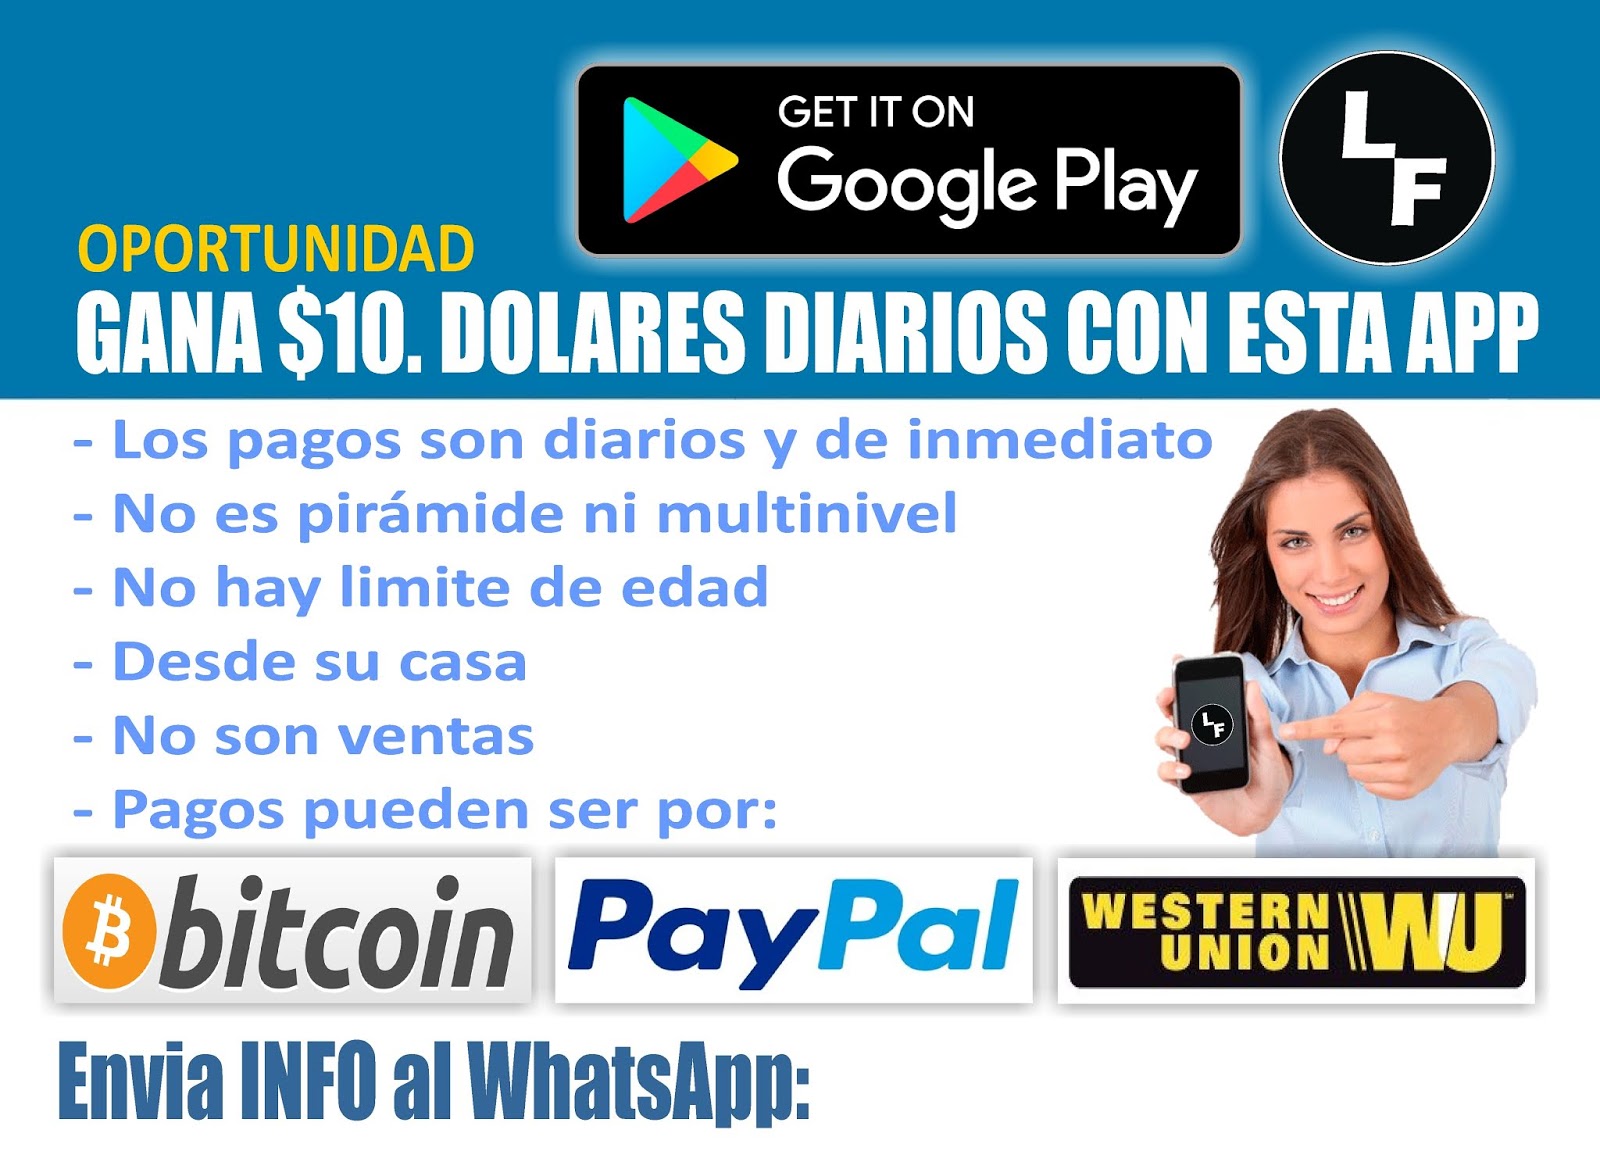 GET IT ON
Google Play
L
F
OPORTUNIDAD
GANA $10. DOLARES DIARIOS CON ESTA APP
- Los pagos son diarios y de inmediato
- No es pirámide ni multinivel
- No hay limite de edad
- Desde su casa
- No son ventas
- Pagos pueden ser por:
L
F
bitcoin
PayPal
WESTERN
UNION WU
Envia INFO al WhatsApp: